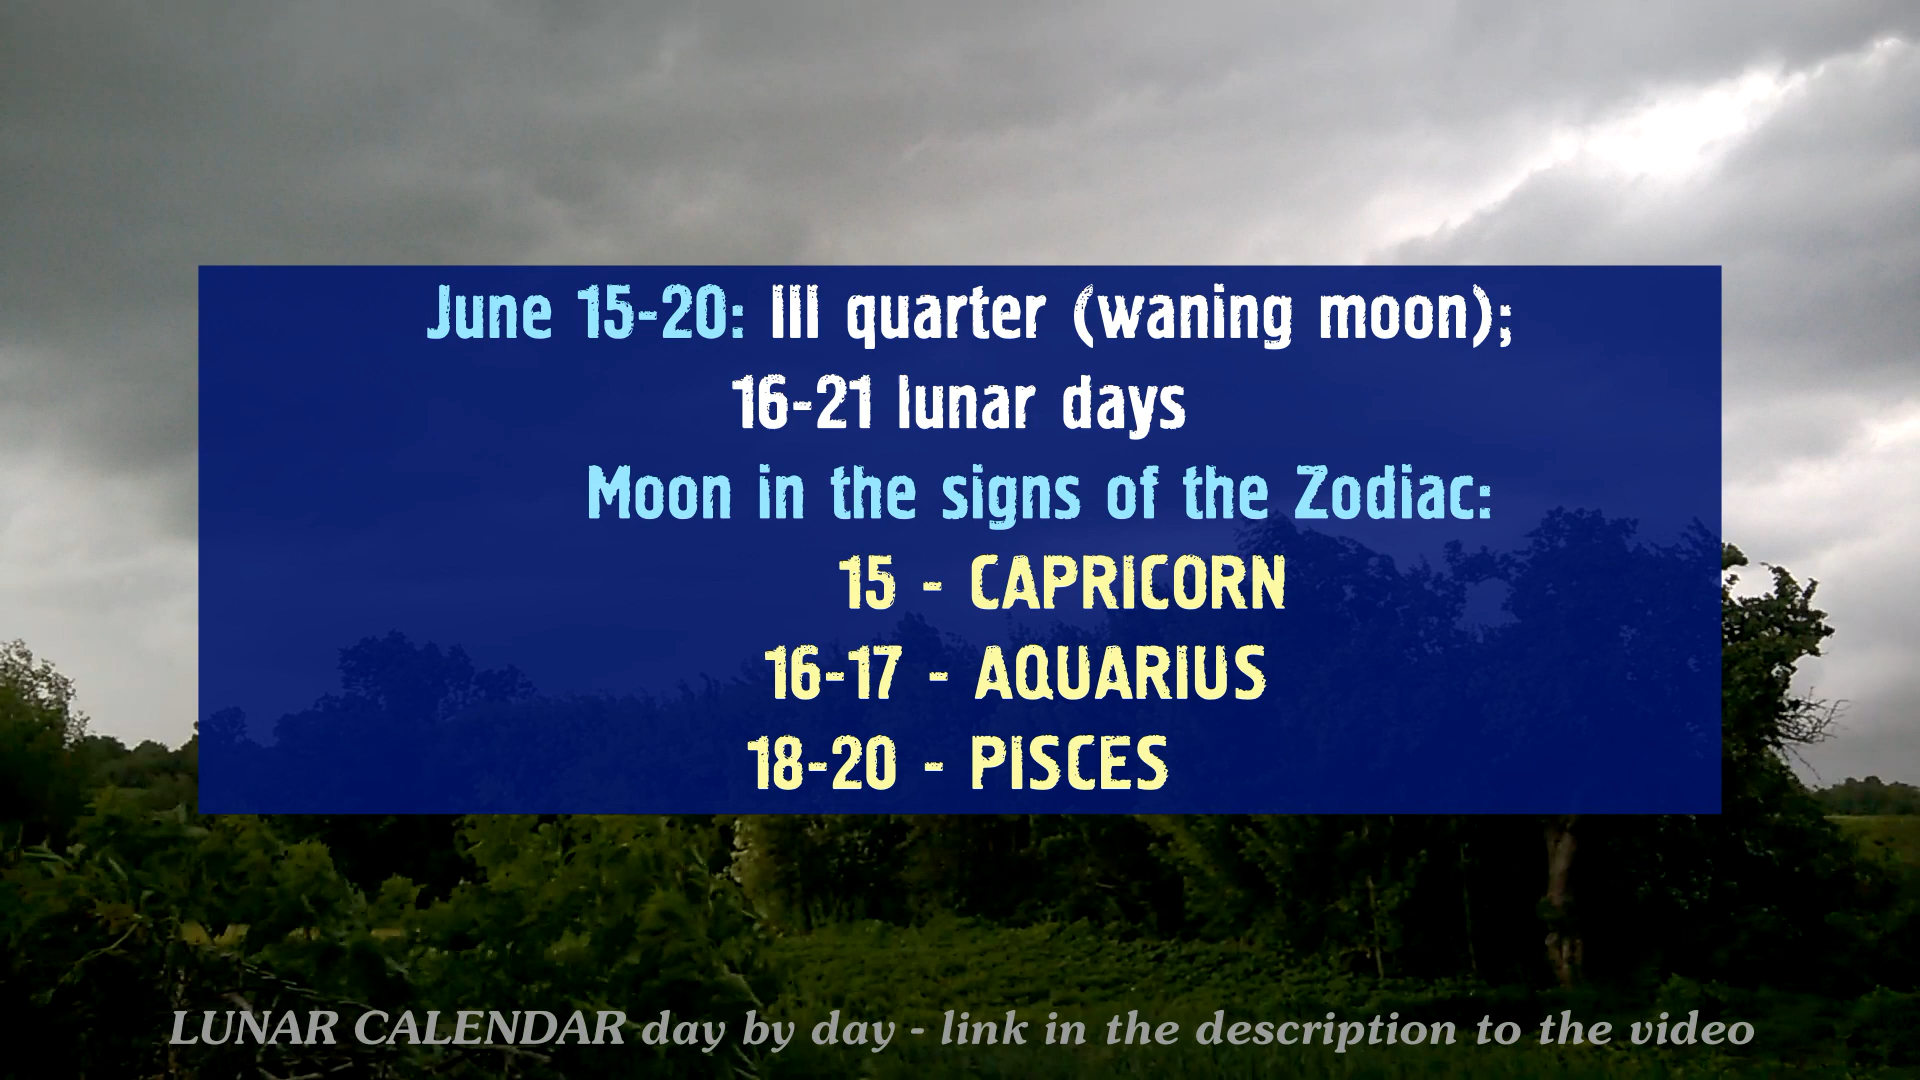 June 15-20: III quarter (waning moon);
16-21 lunar days
Moon in the signs of the Zodiac:
15 - CAPRICORN
16-17 - AQUARIUS
18-20 - PISCES
LUNAR CALENDAR day by day - link in the description to the video